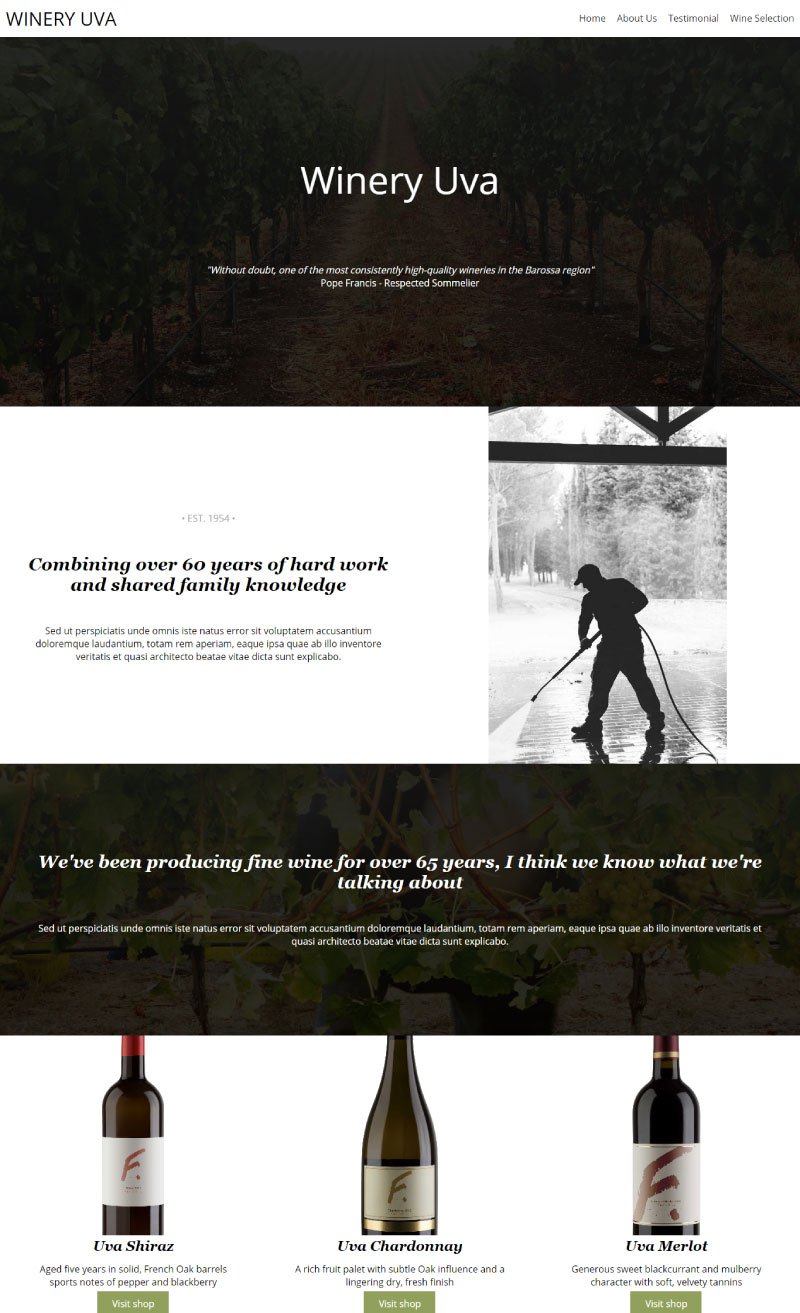 WINERY UVA
Home About Us Testimonial Wine Selection
Winery Uva
"Without doubt, one of the most consistently high-quality wineries in the Barossa region"
Pope Francis - Respected Sommelier
• EST. 1954 •
Combining over 60 years of hard work
and shared family knowledge
Sed ut perspiciatis unde omnis iste natus error sit voluptatem accusantium
doloremque laudantium, totam rem aperiam, eaque ipsa quae ab illo inventore
veritatis et quasi architecto beatae vitae dicta sunt explicabo.
We've been producing fine wine for over 65 years, I think we know what we're
talking about
Sed ut perspiciatis unde omnis iste natus error sit voluptatem accusantium doloremque laudantium, totam rem aperiam, eaque ipsa quae ab illo inventore veritatis et
quasi architecto beatae vitae dicta sunt explicabo.
F.
F.
F.
Uva Shiraz
Aged five years in solid, French Oak barrels
sports notes of pepper and blackberry
Visit shop
Uva Chardonnay
A rich fruit palet with subtle Oak influence and a
lingering dry, fresh finish
Visit shop
Uva Merlot
Generous sweet blackcurrant and mulberry
character with soft, velvety tannins
Visit shop